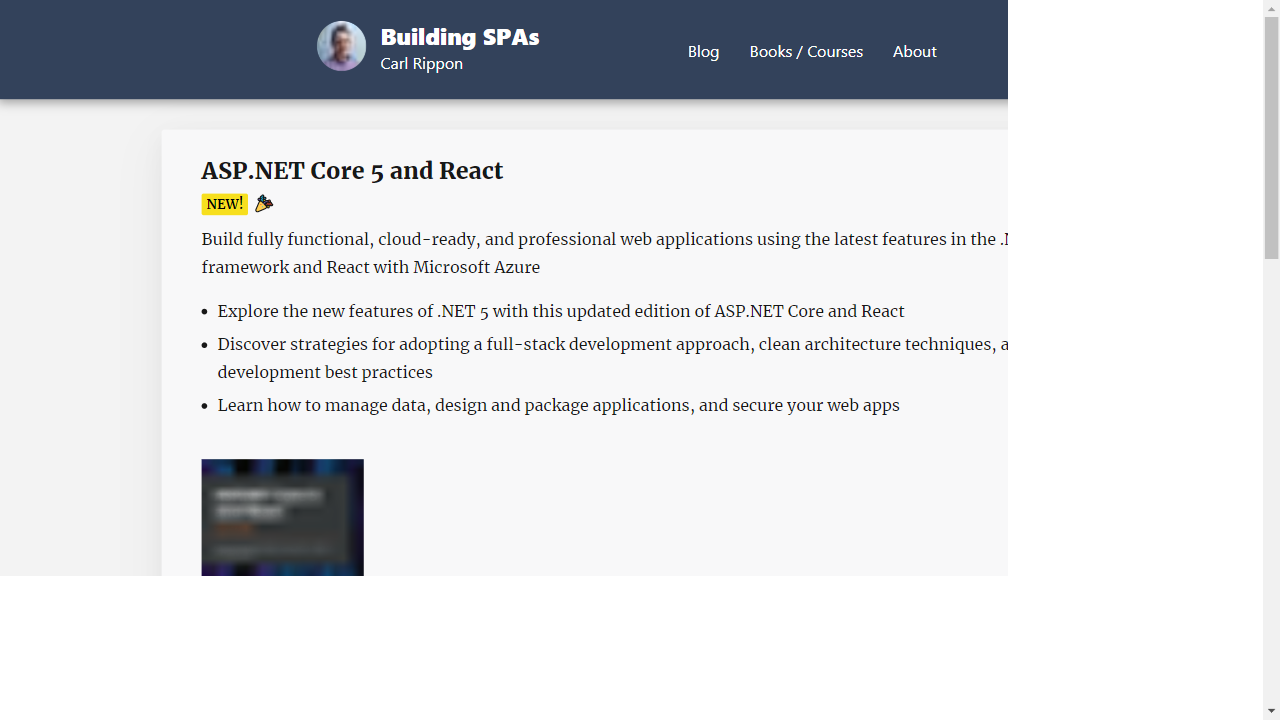 Building SPAs
Carl Rippon
Blog
Books / Courses
About
ASP.NET Core 5 and React
NEW!
Build fully functional, cloud-ready, and professional web applications using the latest features in the
framework and React with Microsoft Azure
Explore the new features of .NET 5 with this updated edition of ASP.NET Core and React
Discover strategies for adopting a full-stack development approach, clean architecture techniques,
development best practices
Learn how to manage data, design and package applications, and secure your web apps